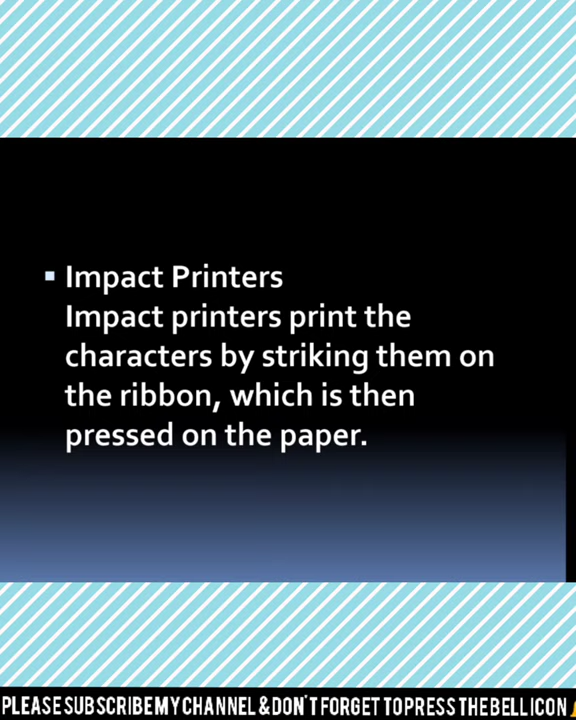 ▪ Impact Printers
Impact printers print the
characters by striking them on
the ribbon, which is then
pressed on the paper.
PLEASE SUBSCRIBE MY CHANNEL & DON'T FORGET TO PRESS THE BELL ICON